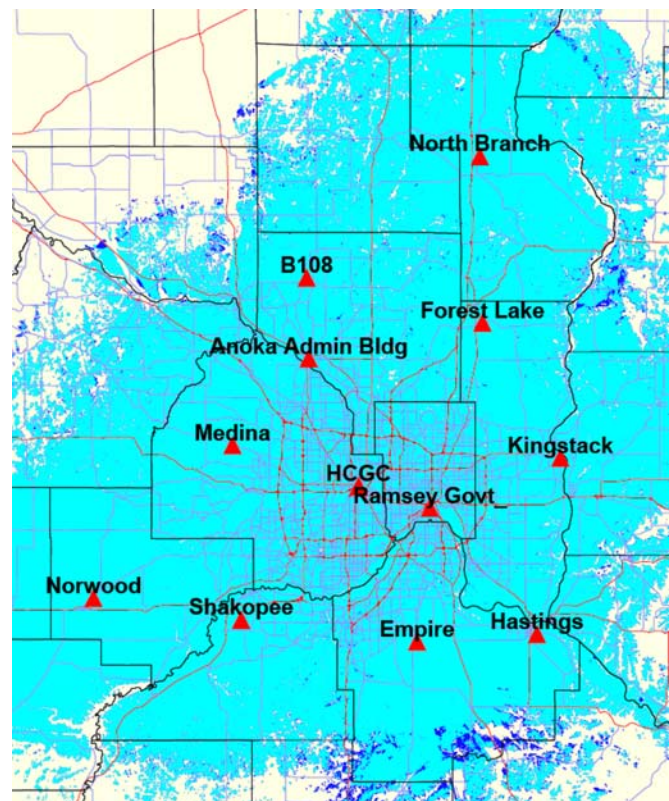 North Branch
B108
Forest Lake
Anoka Admin Bldg
Medina
Kingstack
HCGC
Ramsey Govt_
Norwood
Shakopee
Empire
Hastings